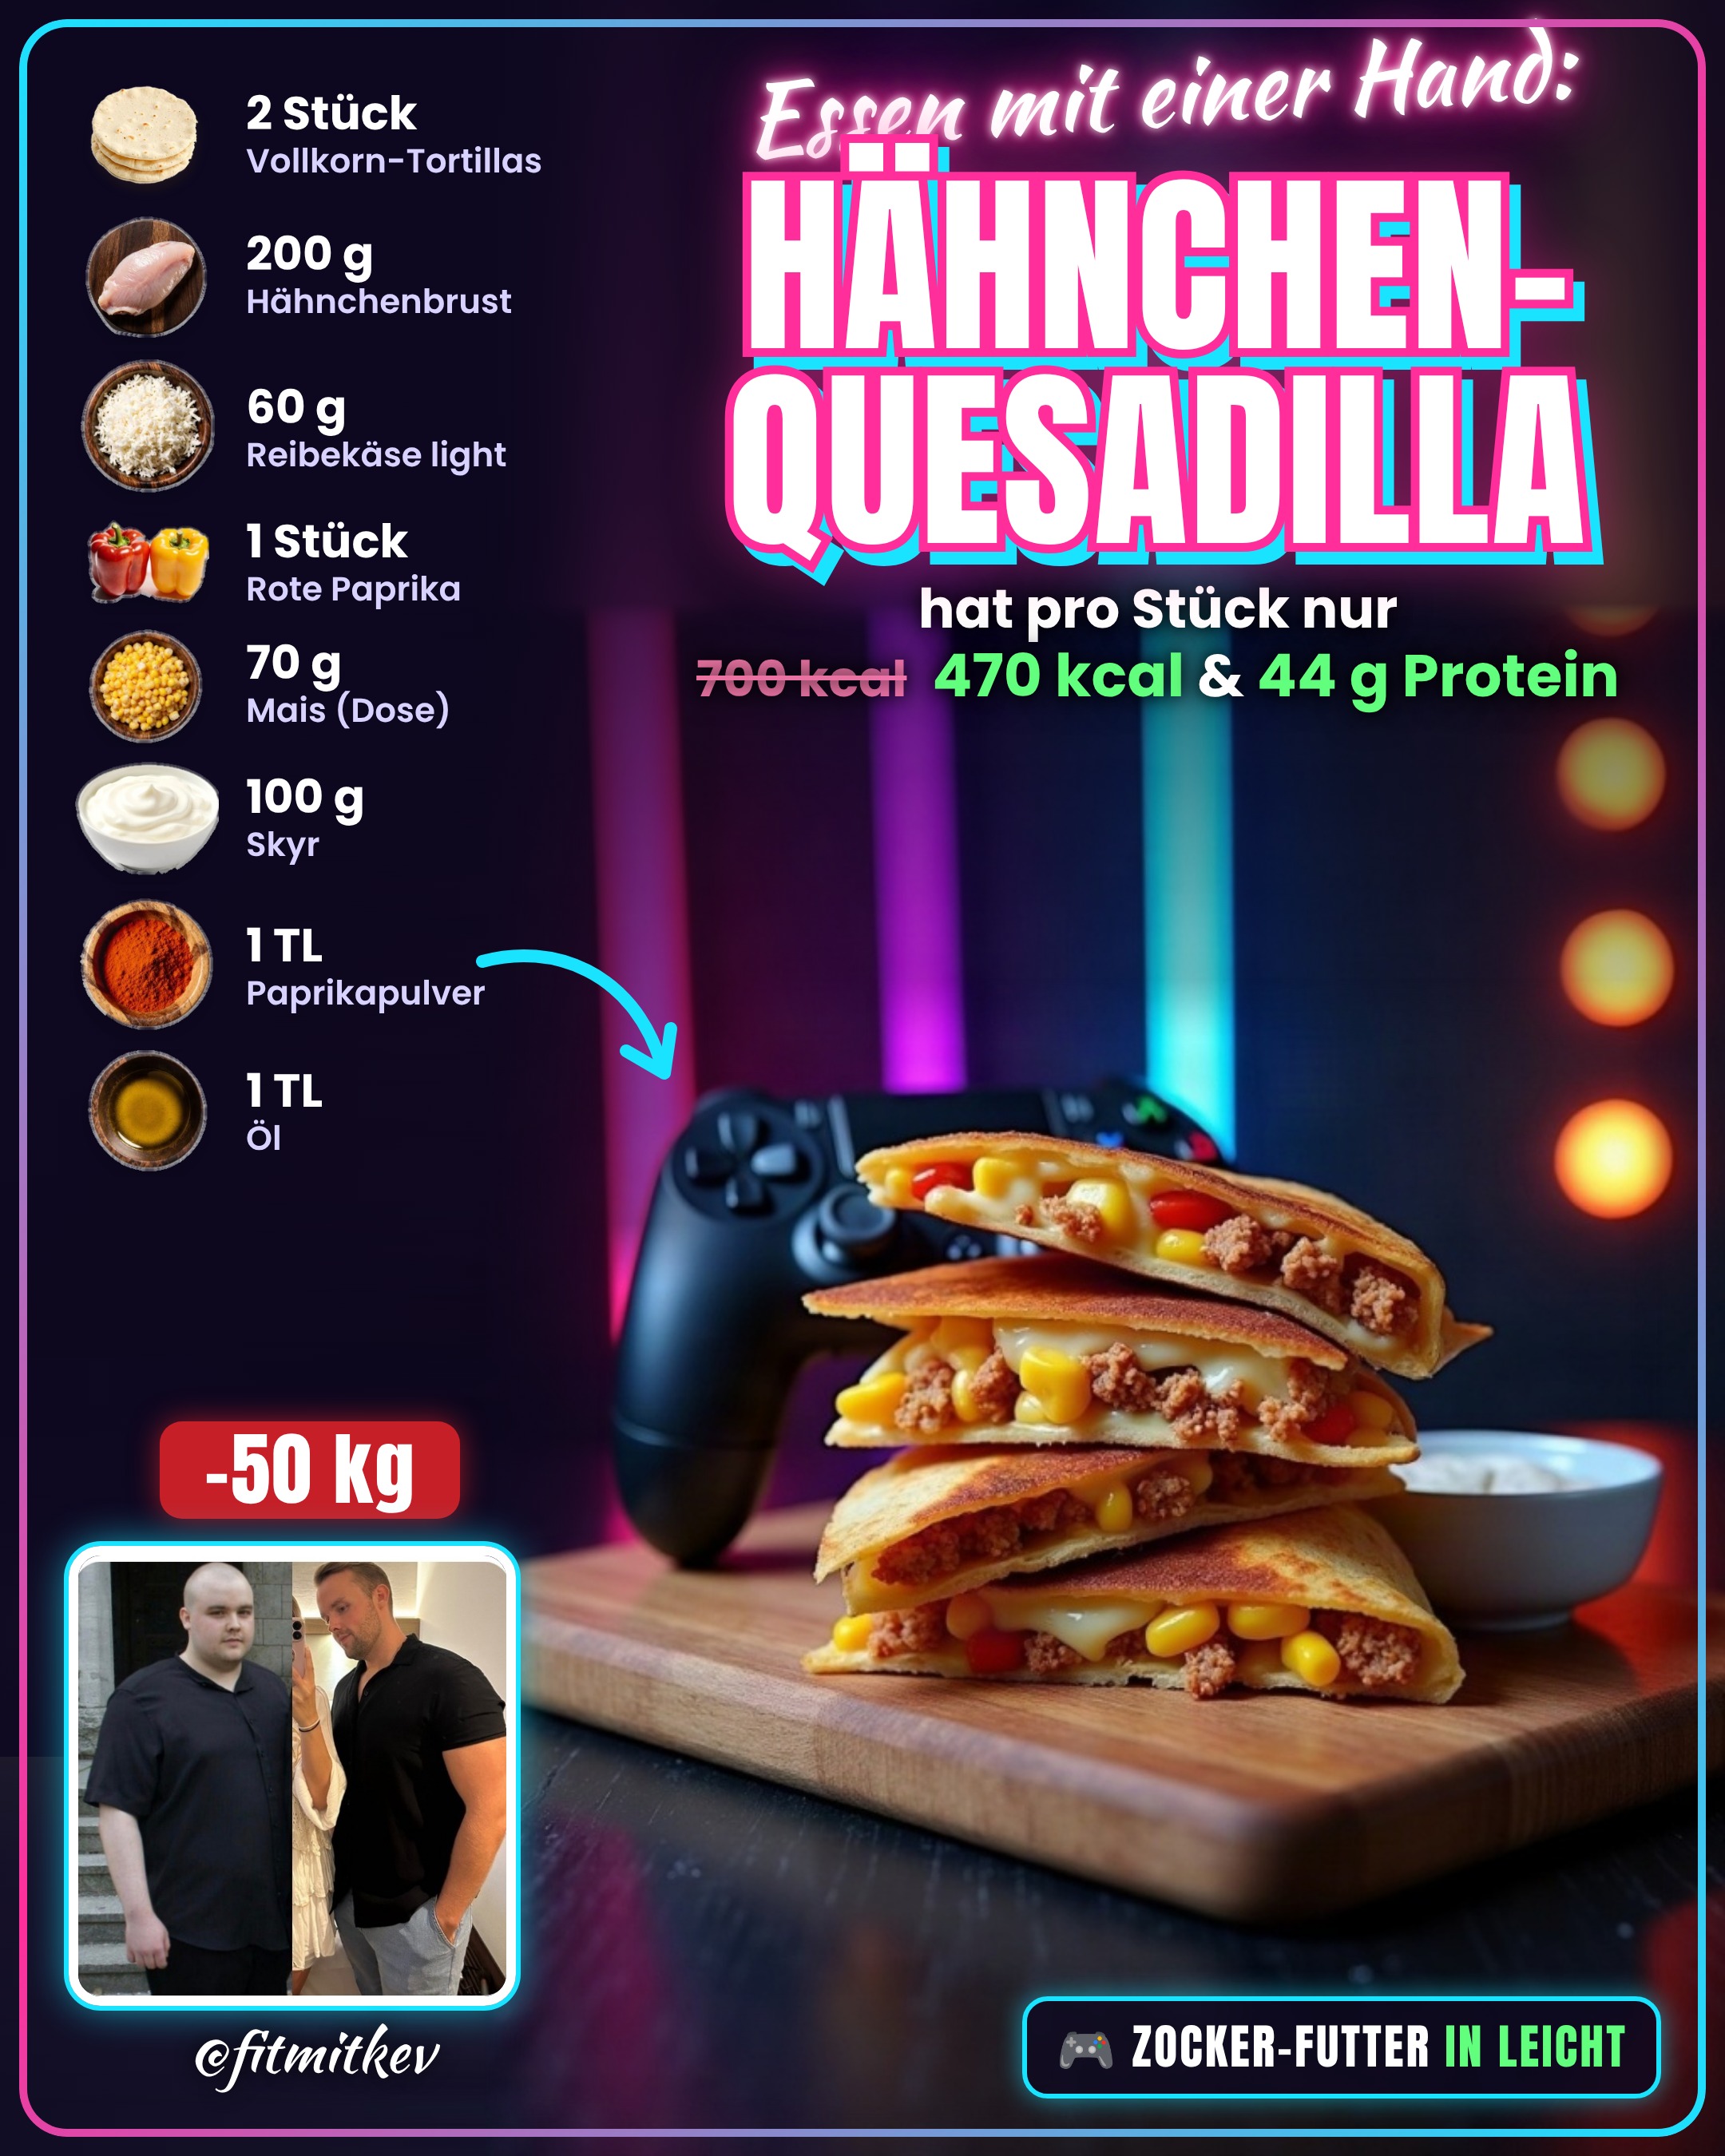 2 Stück
Vollkorn-Tortillas
200 g
Hähnchenbrust
60 g
Reibekäse light
1 Stück
Rote Paprika
70 g
Mais (Dose)
100 g
Skyr
1 TL
Paprikapulver
1 TL
Öl
Essen mit einer Hand:
HÄHNCHEN-
QUESADILLA
hat pro Stück nur
700 kcal 470 kcal & 44 g Protein
-50 kg
@fitmitkev
🎮 ZOCKER-FUTTER IN LEICHT